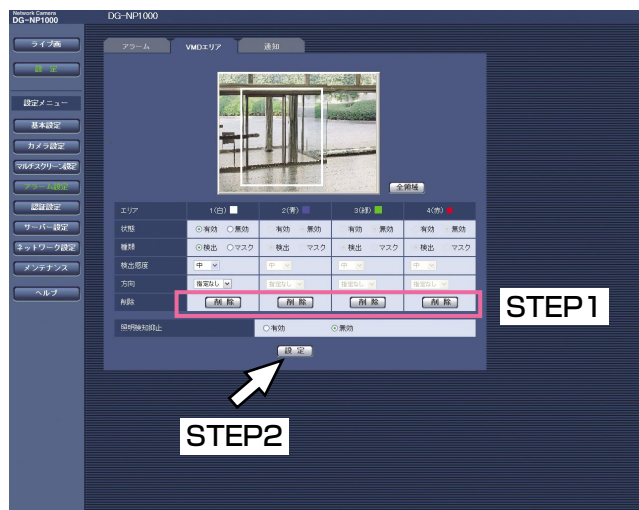 Network Camera
DG-NP1000
DG-NP1000
ライブ画
設 定
設定メニュー
基本設定
カメラ設定
マルチスクリーン設定
アラーム設定
認証設定
サーバー設定
ネットワーク設定
メンテナンス
ヘルプ
アラーム VMDエリア 通知
全領域
エリア 1(白) 2(青) 3(緑) 4(赤)
状態 有効 無効 有効 無効 有効 無効 有効 無効
種類 検出 マスク 検出 マスク 検出 マスク 検出 マスク
検出感度 中 中 中 中
方向 指定なし 指定なし 指定なし 指定なし
削除 削 除 削 除 削 除 削 除
STEP1
照明検知抑止 有効 無効
設 定
STEP2